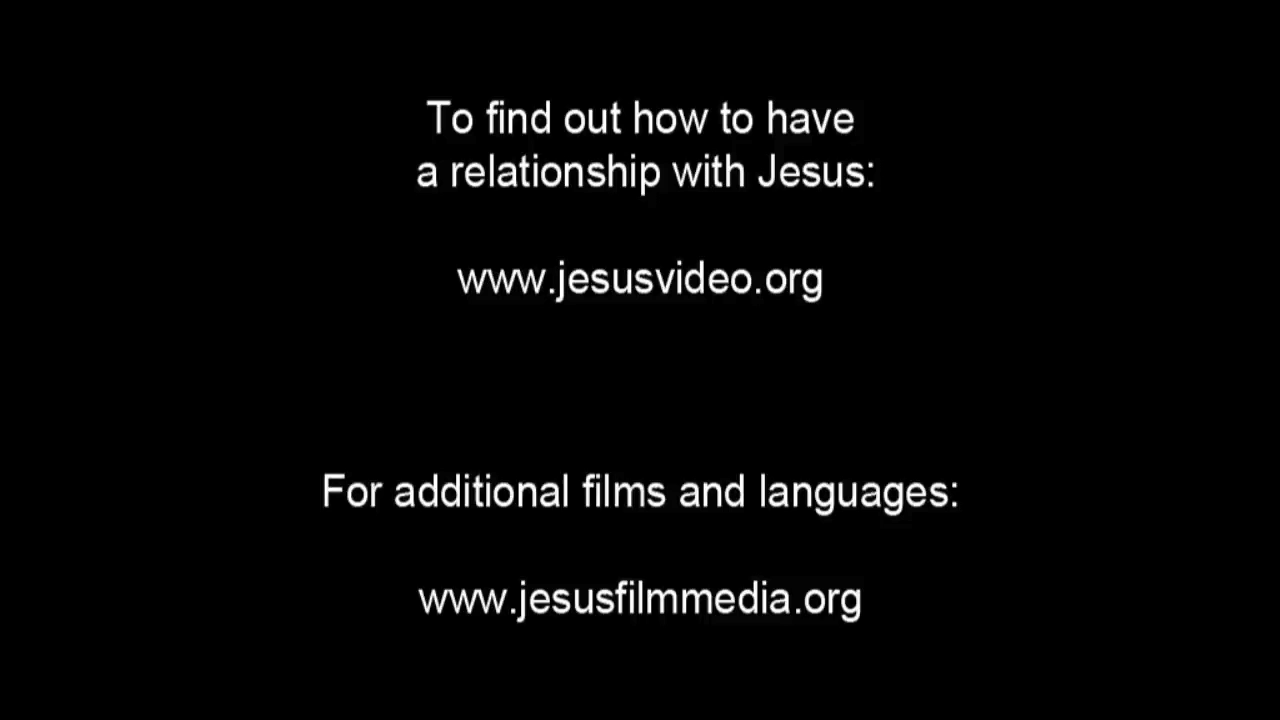 To find out how to have
a relationship with Jesus:
www.jesusvideo.org
For additional films and languages:
www.jesusfilmmedia.org